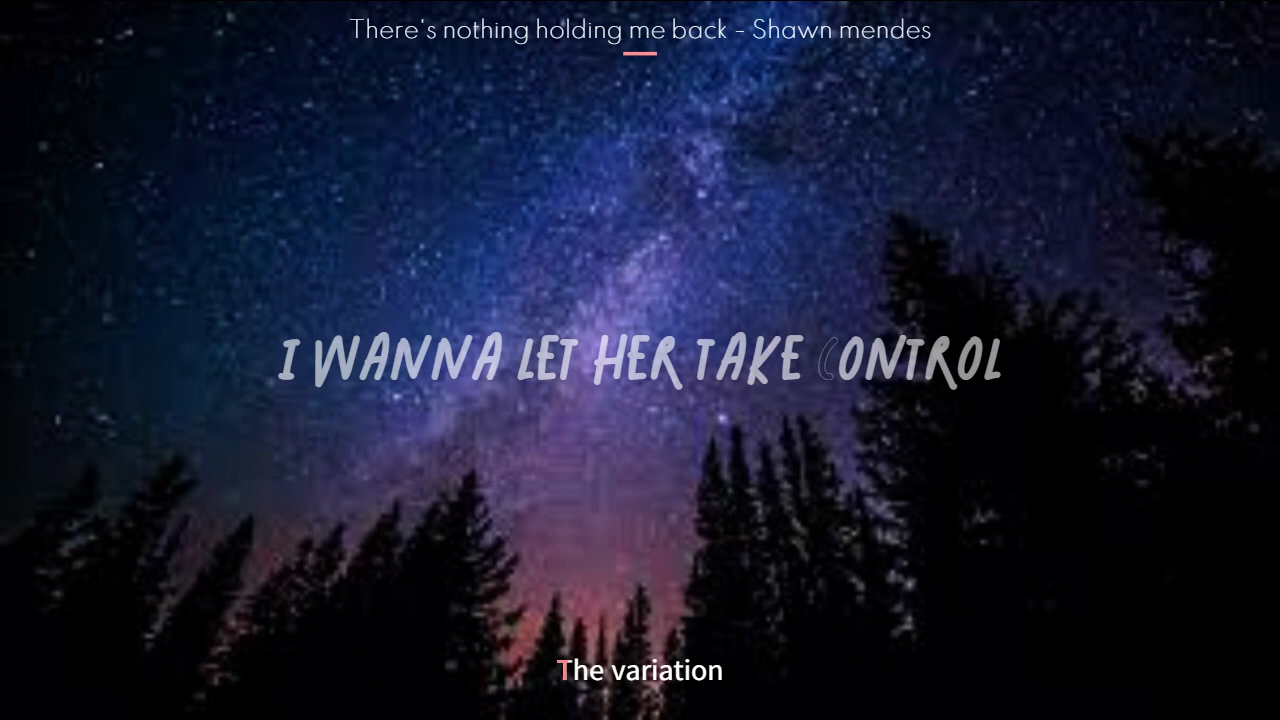 There's nothing holding me back - Shawn mendes
I WANNA LET HER TAKE CONTROL
The variation